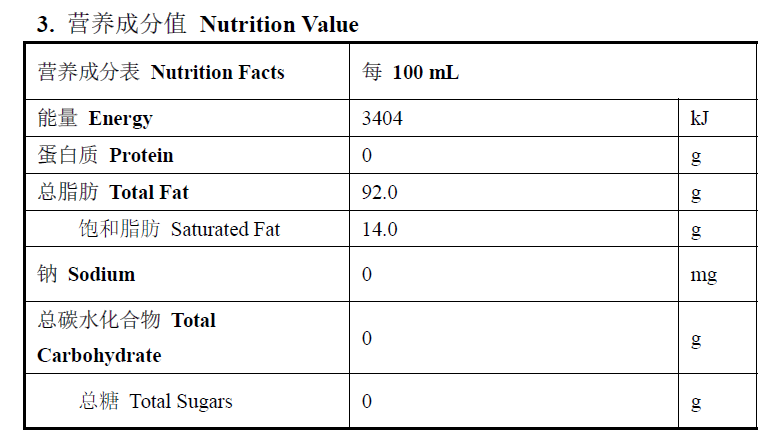 3. 营养成分值 Nutrition Value
营养成分表 Nutrition Facts 每 100 mL
能量 Energy 3404 kJ
蛋白质 Protein 0 g
总脂肪 Total Fat 92.0 g
饱和脂肪 Saturated Fat 14.0 g
钠 Sodium 0 mg
总碳水化合物 Total
Carbohydrate 0 g
总糖 Total Sugars 0 g